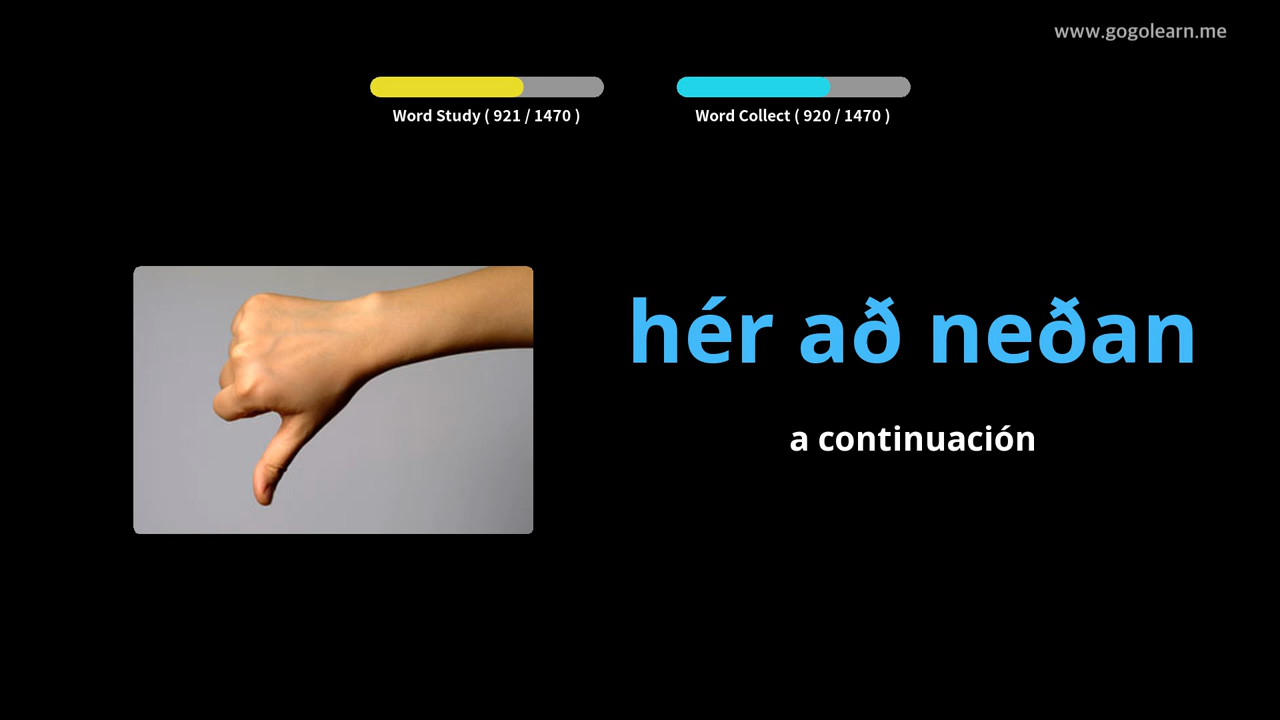 www.gogolearn.me
Word Study ( 921 / 1470 )
Word Collect ( 920 / 1470 )
hér að neðan
a continuación